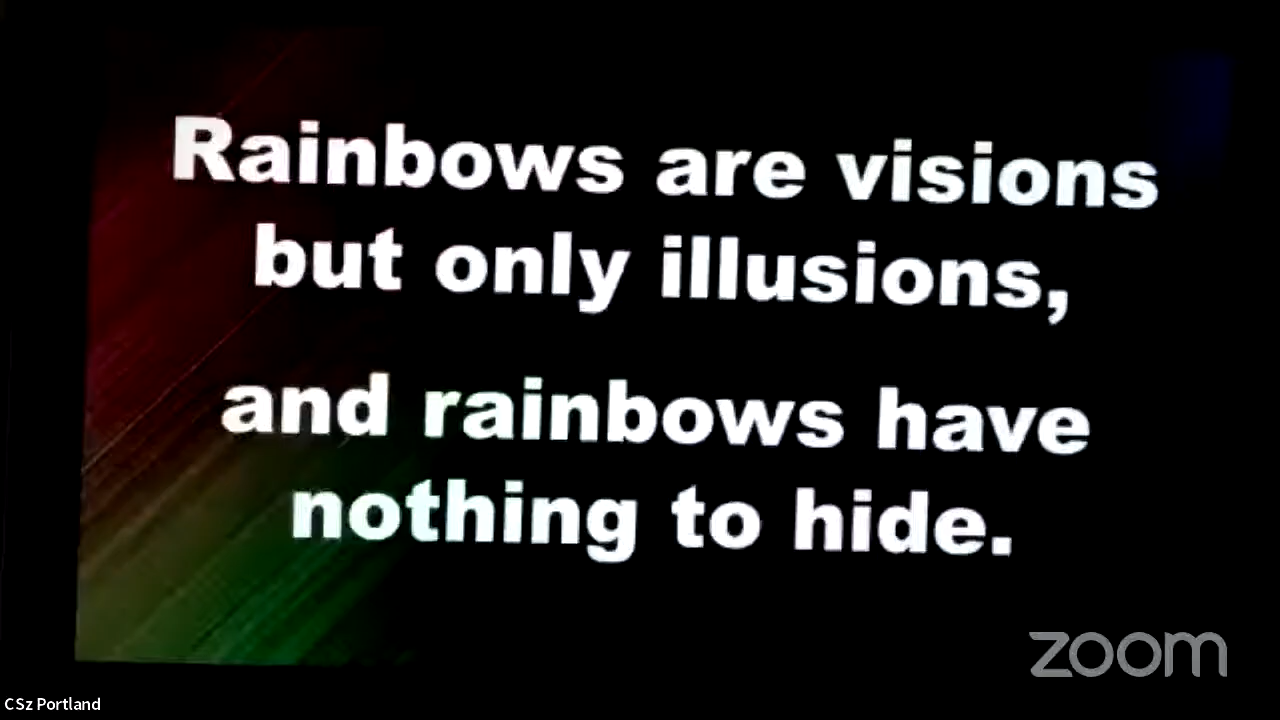 Rainbows are visions
but only illusions,
and rainbows have
nothing to hide.
zoom
CSz Portland